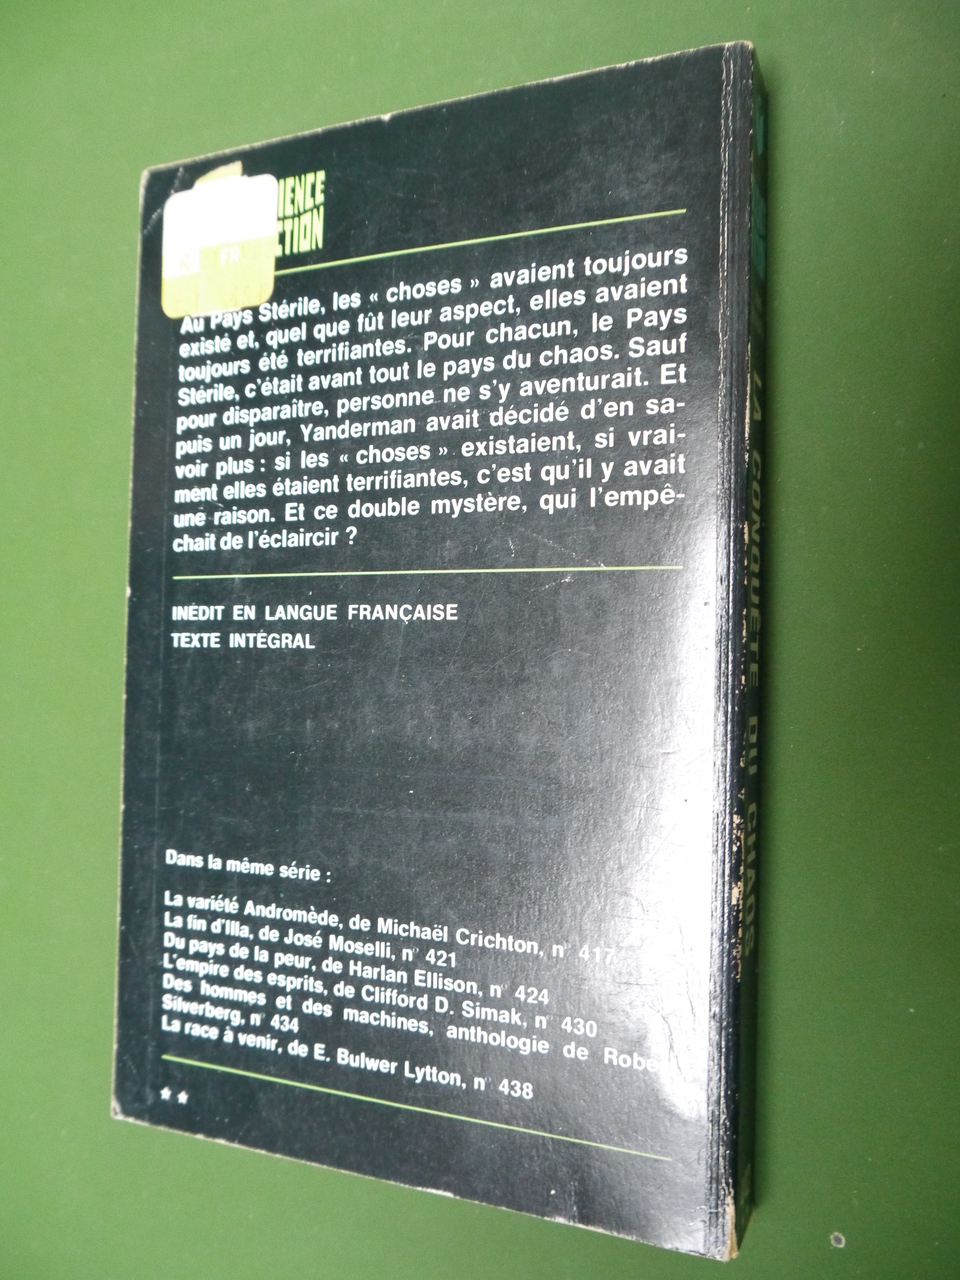 FR
IENCE
CTION
Au Pays Stérile, les « choses » avaient toujours
existé et, quel que fût leur aspect, elles avaient
toujours été terrifiantes. Pour chacun, le Pays
Stérile, c'était avant tout le pays du chaos. Sauf
pour disparaître, personne ne s'y aventurait. Et
puis un jour, Yanderman avait décidé d'en sa-
voir plus : si les « choses » existaient, si vrai-
ment elles étaient terrifiantes, c'est qu'il y avait
une raison. Et ce double mystère, qui l'empê-
chait de l'éclaircir ?
INÉDIT EN LANGUE FRANÇAISE
TEXTE INTÉGRAL
Dans la même série :
La variété Andromède, de Michaël Crichton, n° 417
La fin d'Illa, de José Moselli, n° 421
Du pays de la peur, de Harlan Ellison, n° 424
L'empire des esprits, de Clifford D. Simak, n° 430
Des hommes et des machines, anthologie de Robe
Silverberg, n° 434
La race à venir, de E. Bulwer Lytton, n° 438
★ ★
LA CONQUÊTE DU CHAOS